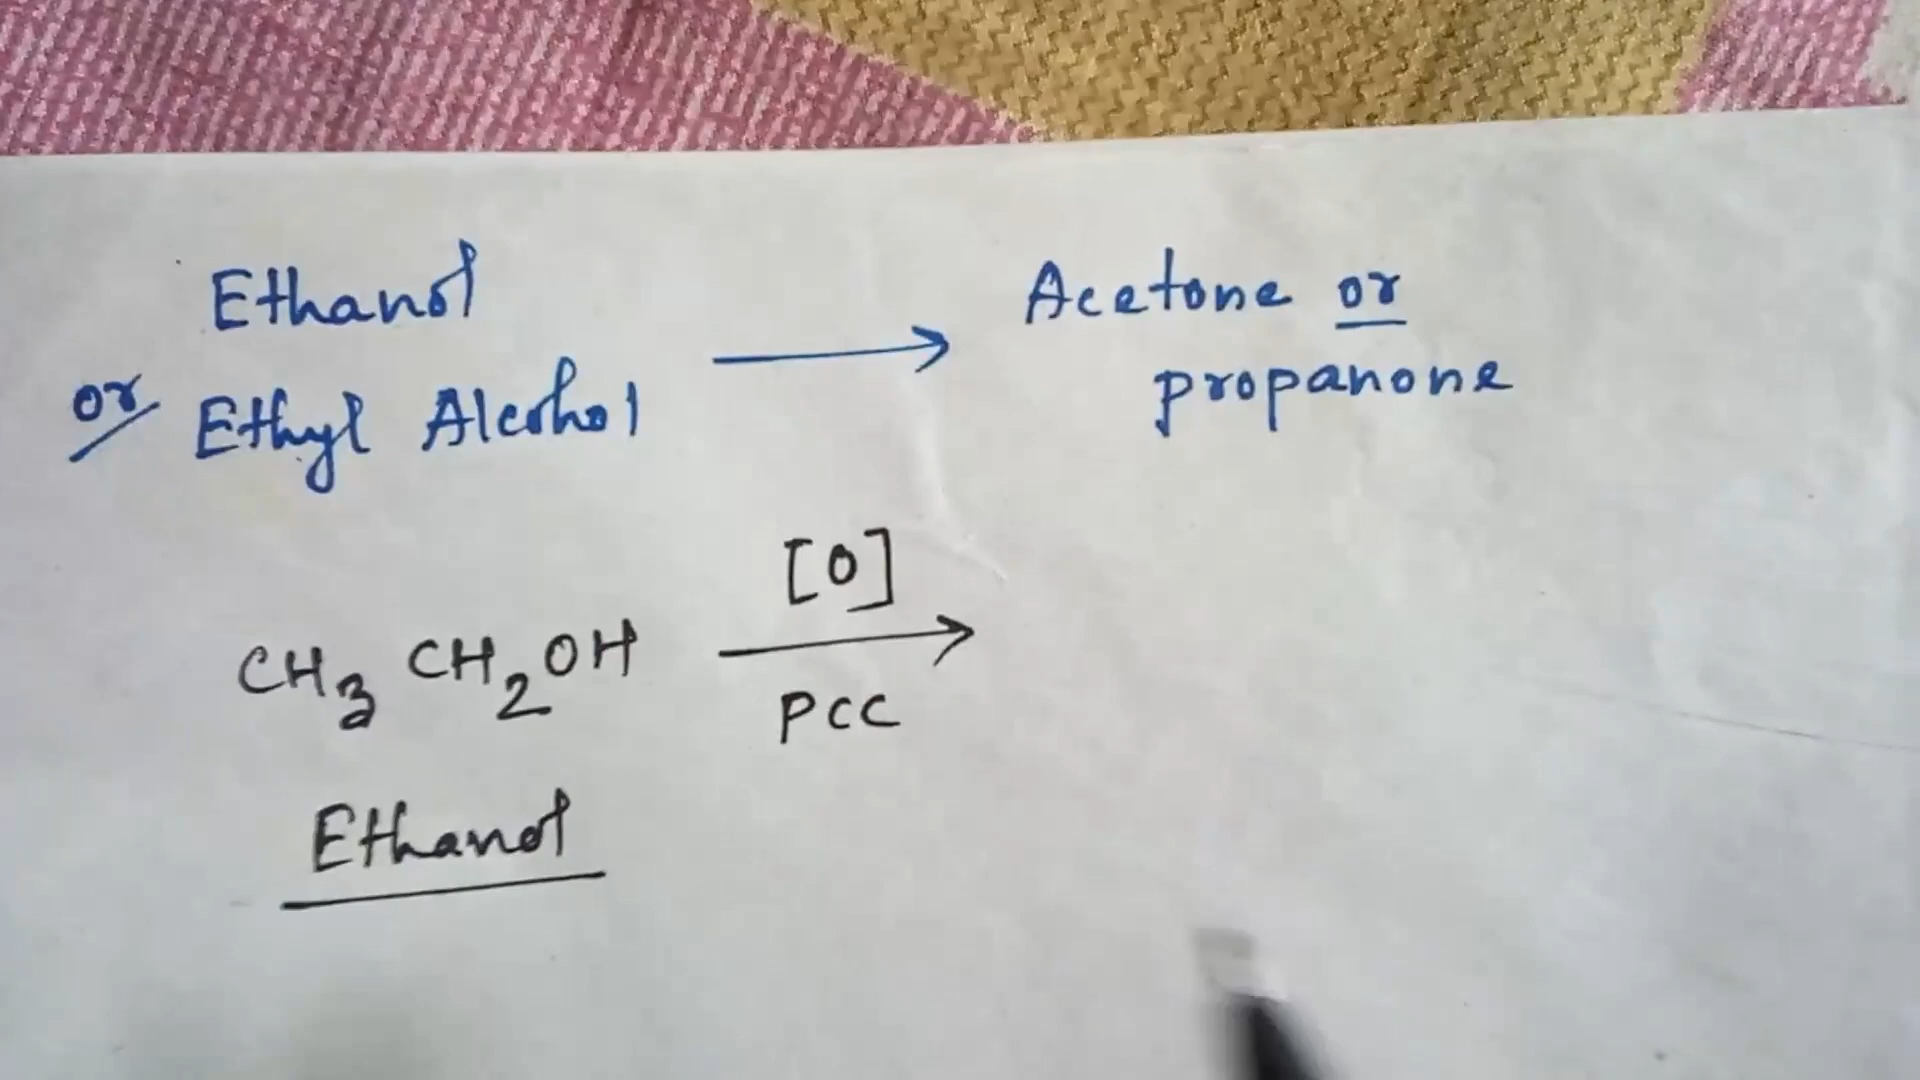 Ethanol
or Ethyl Alcohol
→
Acetone or
propanone
[O]
CH₃ CH₂OH →
PCC
Ethanol